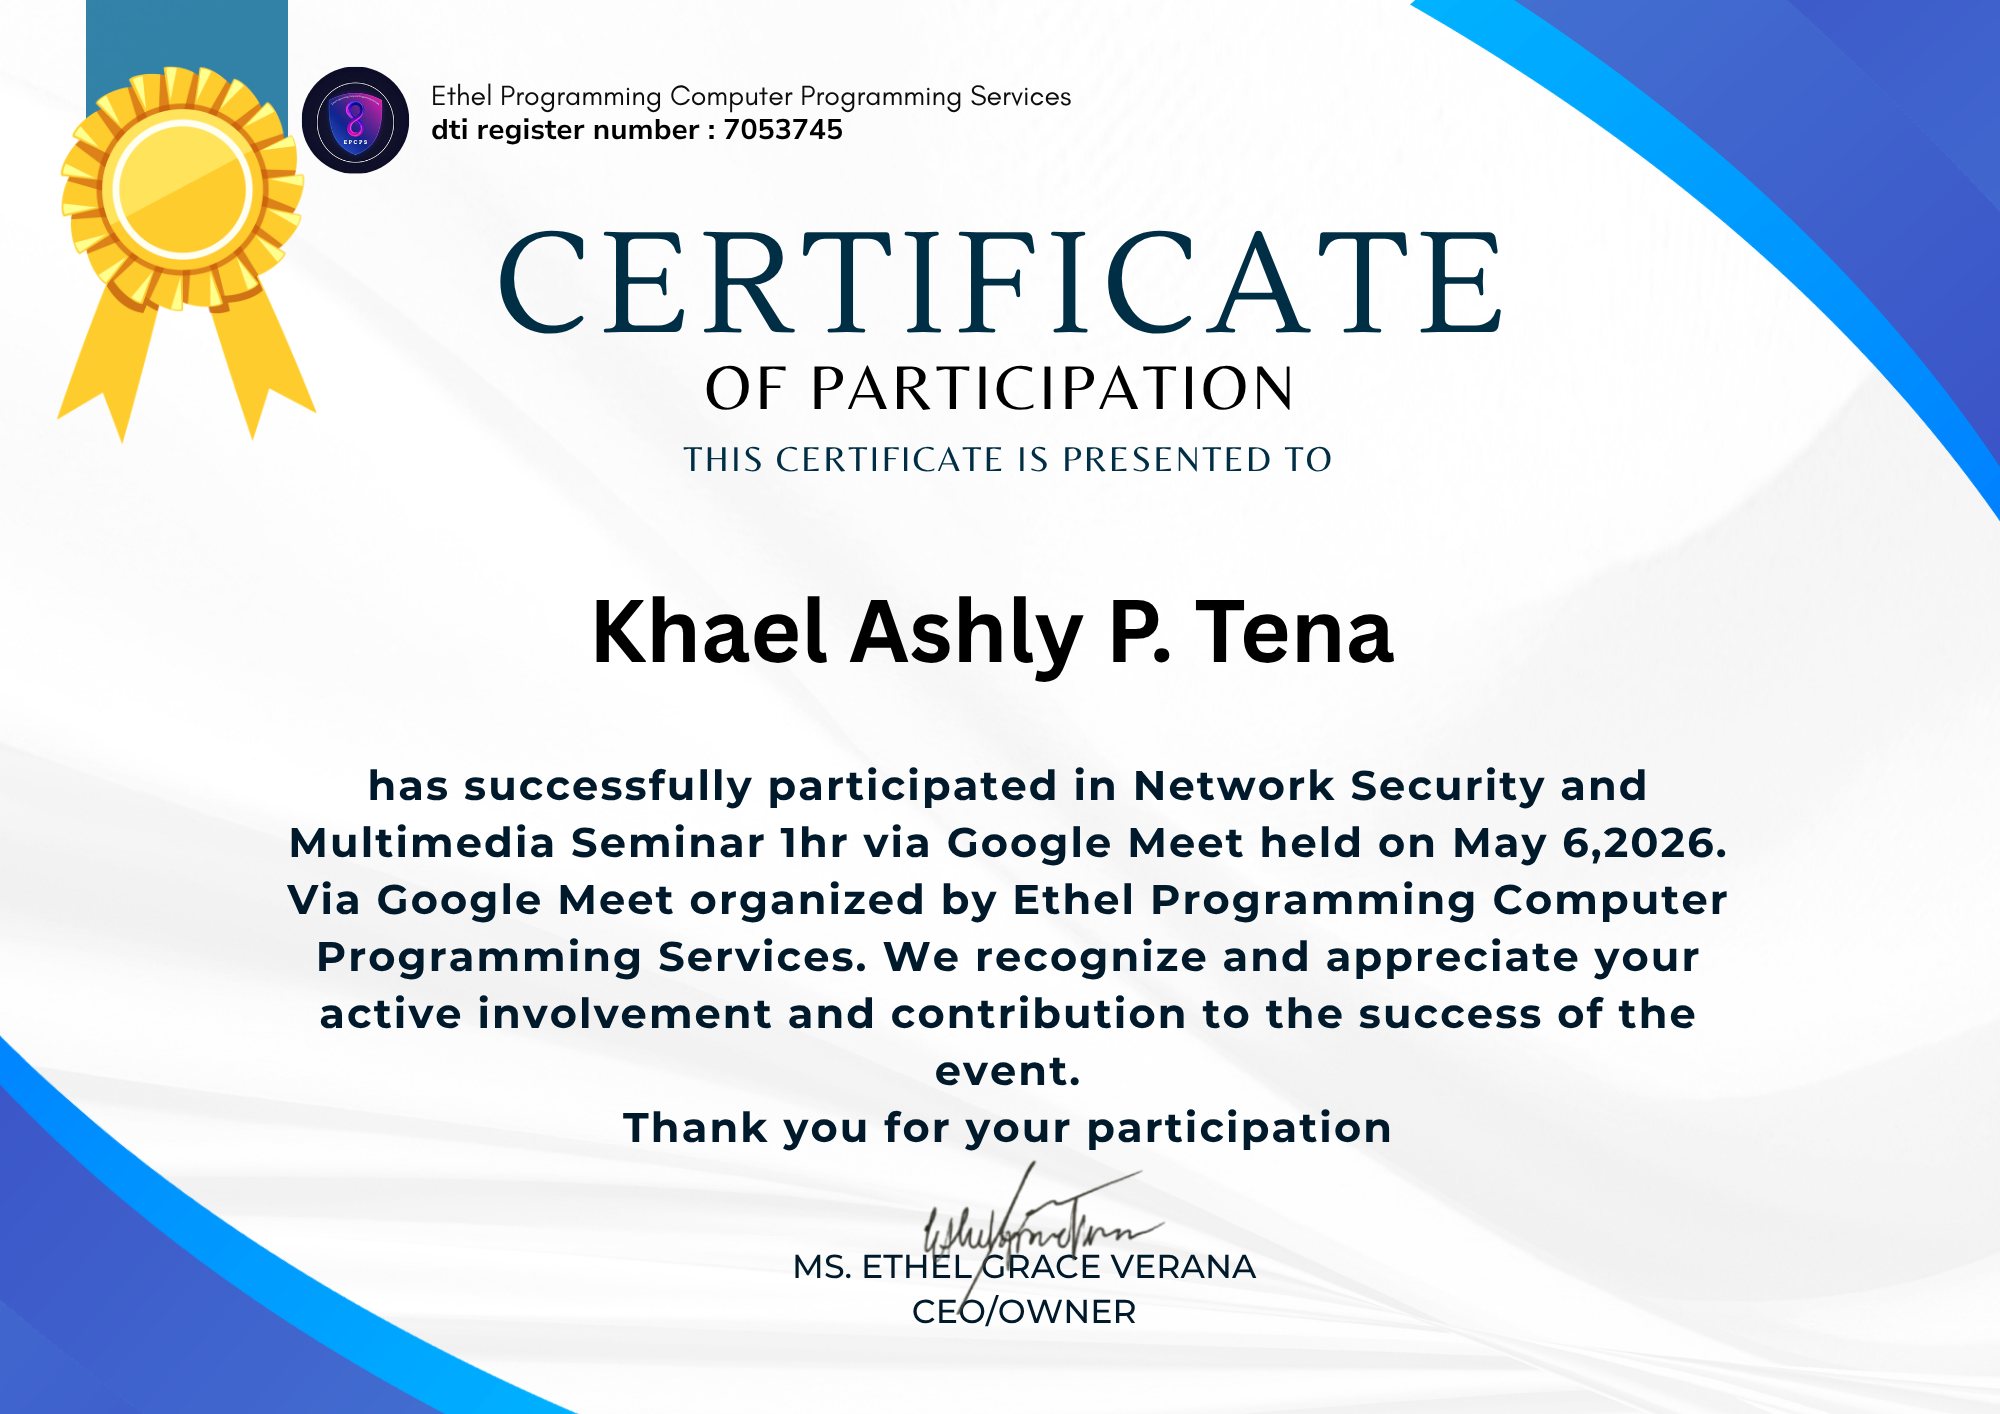 EPCPS
Ethel Programming Computer Programming Services
dti register number : 7053745
CERTIFICATE
OF PARTICIPATION
THIS CERTIFICATE IS PRESENTED TO
Khael Ashly P. Tena
has successfully participated in Network Security and
Multimedia Seminar 1hr via Google Meet held on May 6,2026.
Via Google Meet organized by Ethel Programming Computer
Programming Services. We recognize and appreciate your
active involvement and contribution to the success of the
event.
Thank you for your participation
MS. ETHEL GRACE VERANA
CEO/OWNER